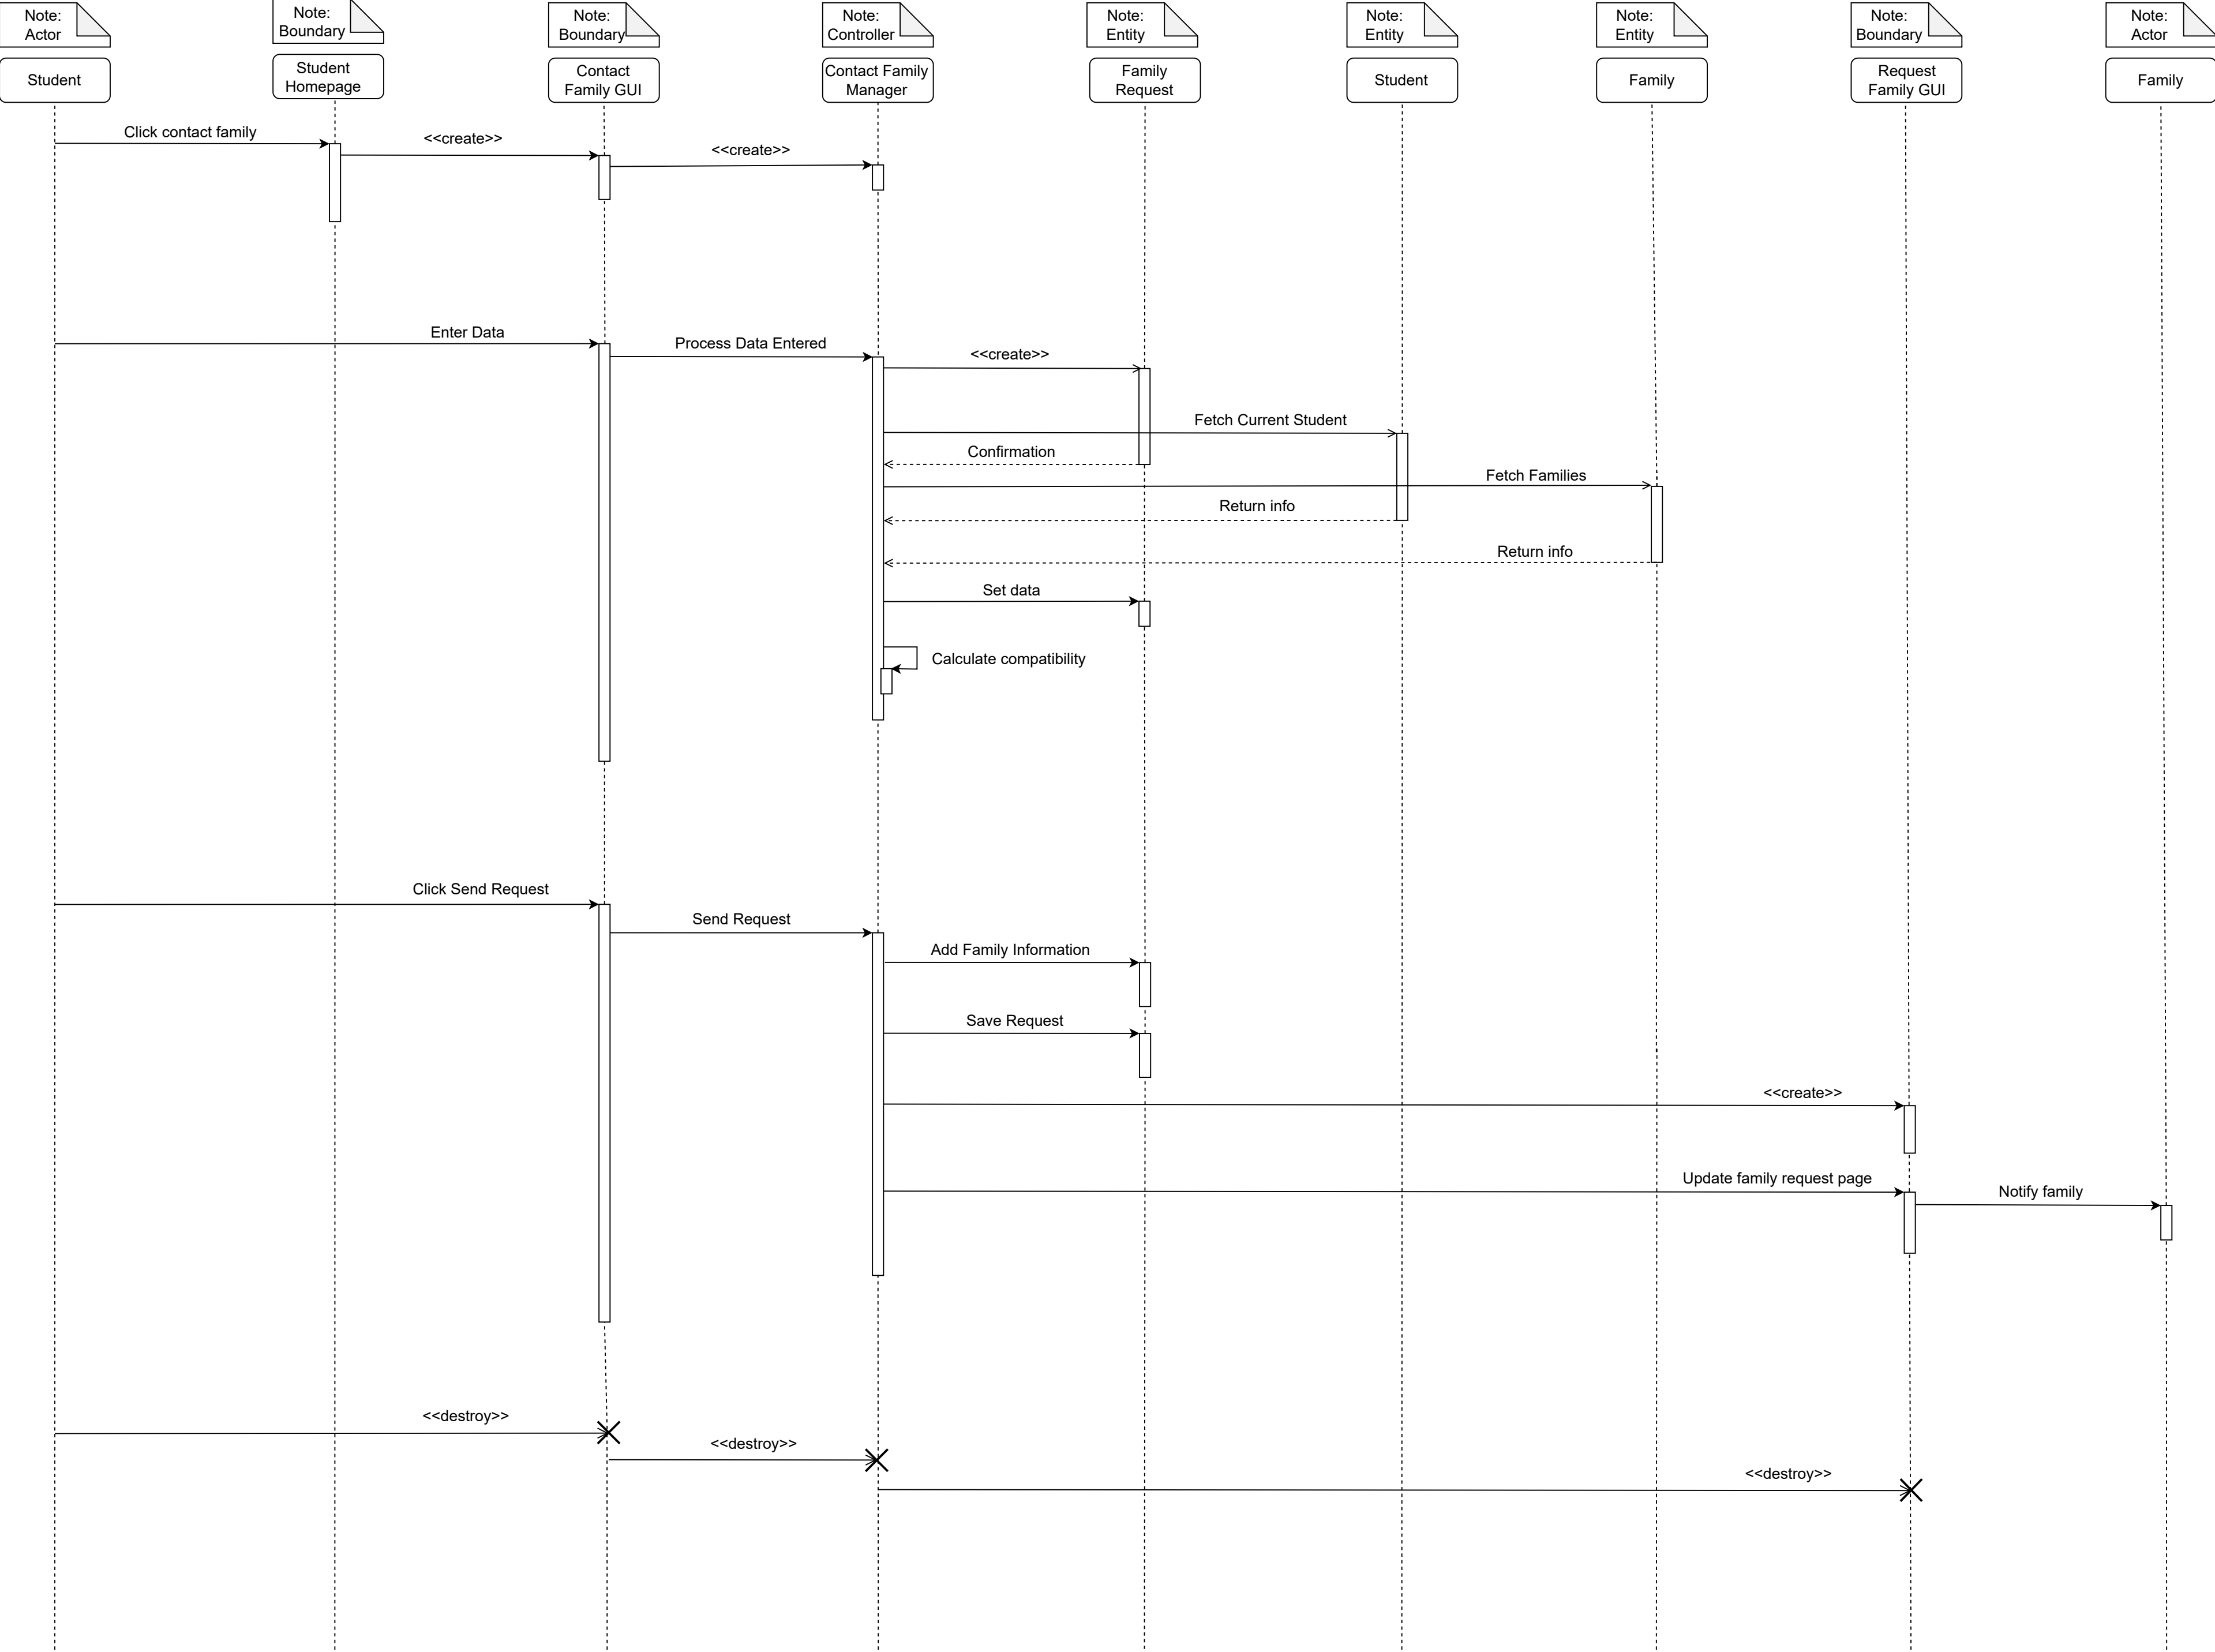 Note:
Actor
Note:
Boundary
Note:
Boundary
Note:
Controller
Note:
Entity
Note:
Entity
Note:
Entity
Note:
Boundary
Note:
Actor
Student
Student
Homepage
Contact
Family GUI
Contact Family
Manager
Family
Request
Student
Family
Request
Family GUI
Family
Click contact family
<<create>>
<<create>>
Enter Data
Process Data Entered
<<create>>
Fetch Current Student
Confirmation
Fetch Families
Return info
Return info
Set data
Calculate compatibility
Click Send Request
Send Request
Add Family Information
Save Request
<<create>>
Update family request page
Notify family
<<destroy>>
<<destroy>>
<<destroy>>